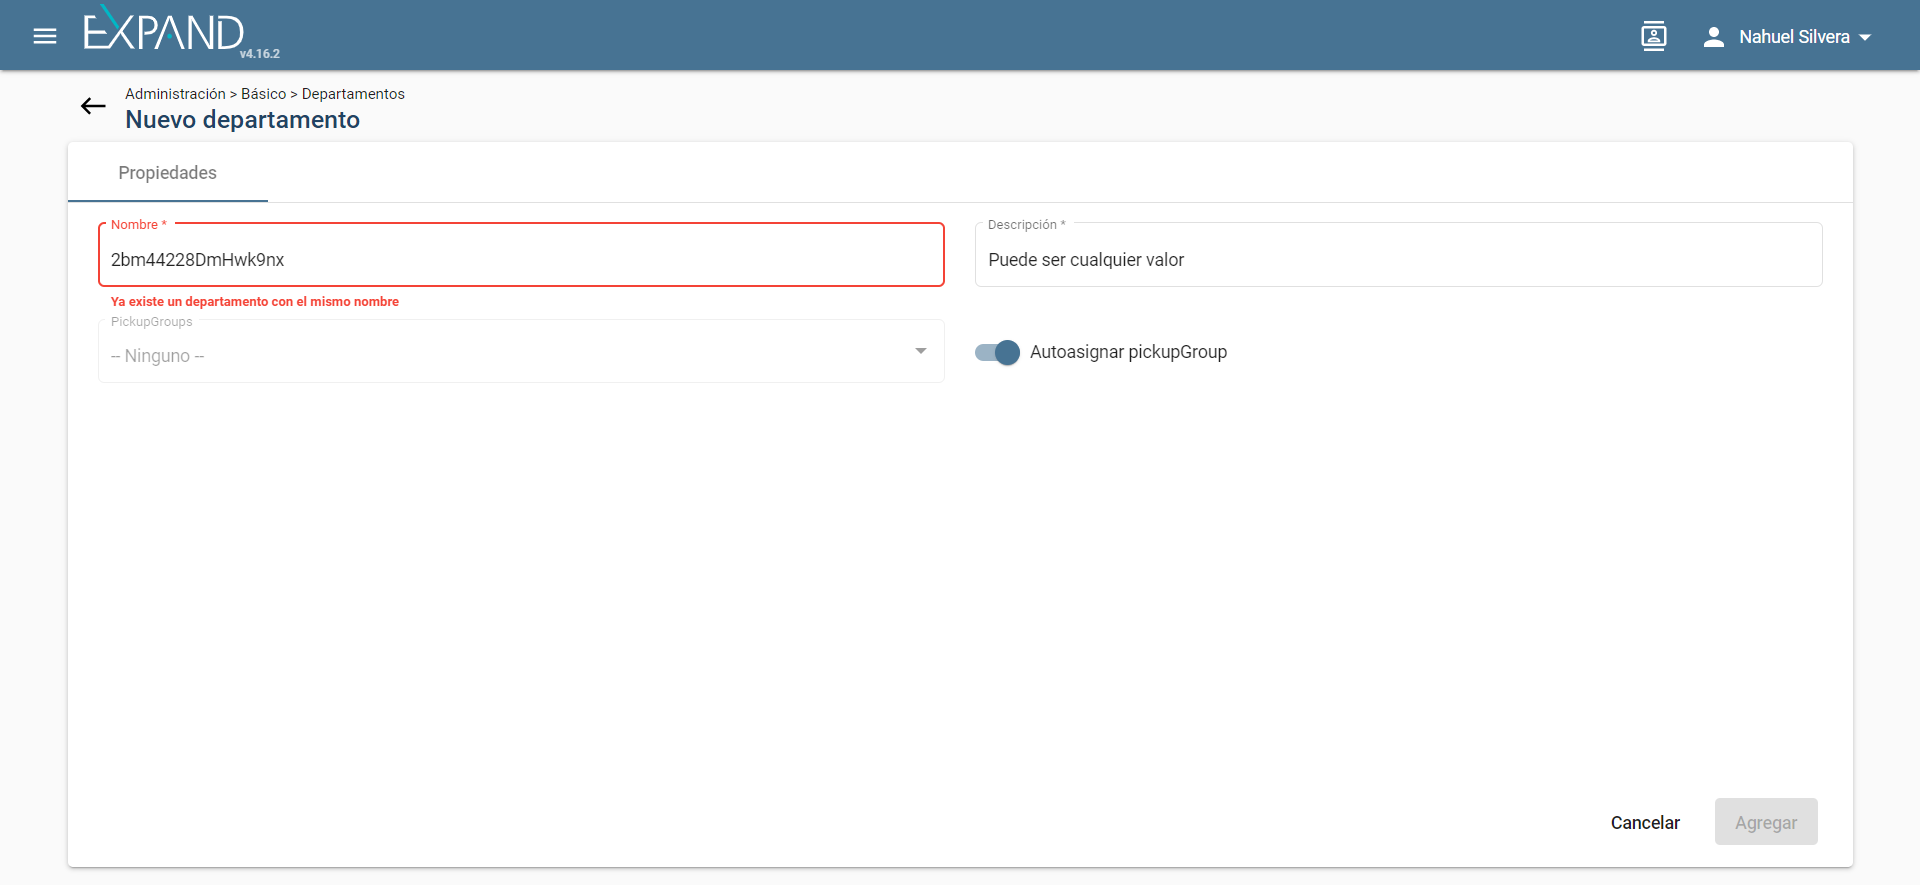 EXPAND
v4.16.2
Nahuel Silvera
Administración > Básico > Departamentos
Nuevo departamento
Propiedades
Nombre *
2bm44228DmHwk9nx
Ya existe un departamento con el mismo nombre
Descripción *
Puede ser cualquier valor
PickupGroups
-- Ninguno --
Autoasignar pickupGroup
Cancelar
Agregar